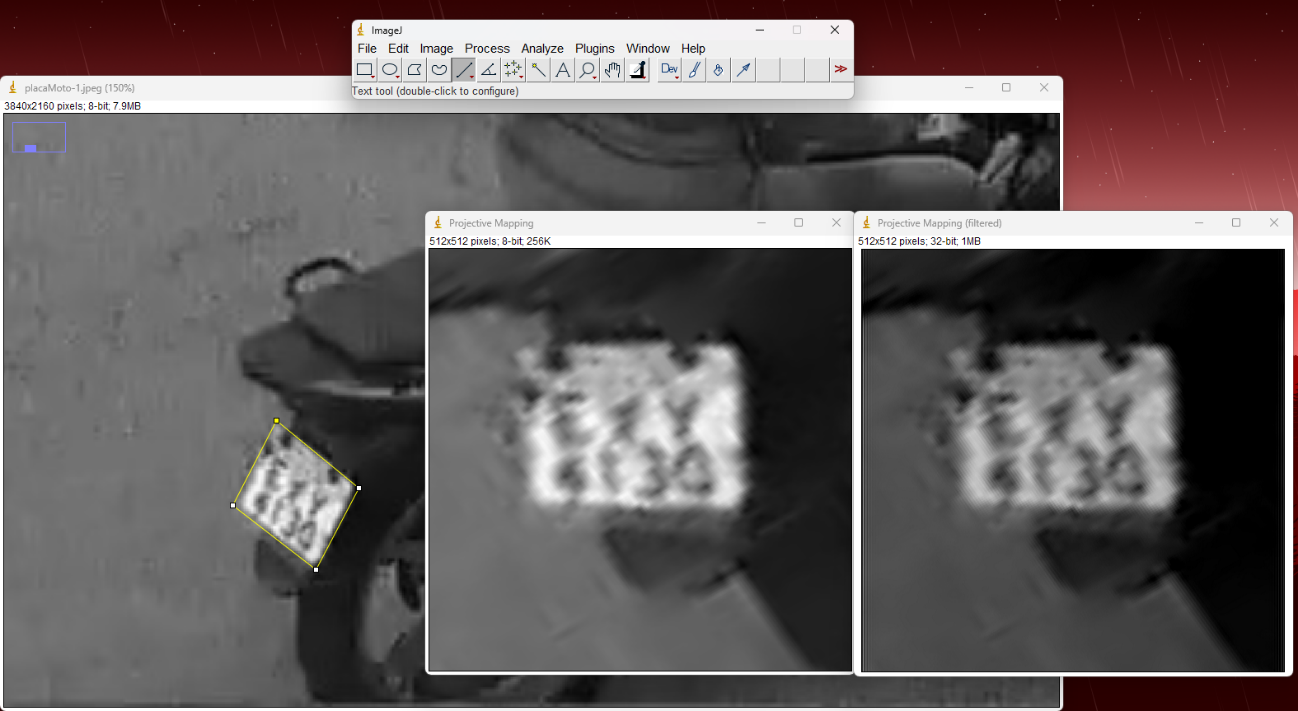 ImageJ
File Edit Image Process Analyze Plugins Window Help
Dev
Text tool (double-click to configure)
placaMoto-1.jpeg (150%)
3840x2160 pixels; 8-bit; 7.9MB
Projective Mapping
512x512 pixels; 8-bit; 256K
Projective Mapping (filtered)
512x512 pixels; 32-bit; 1MB